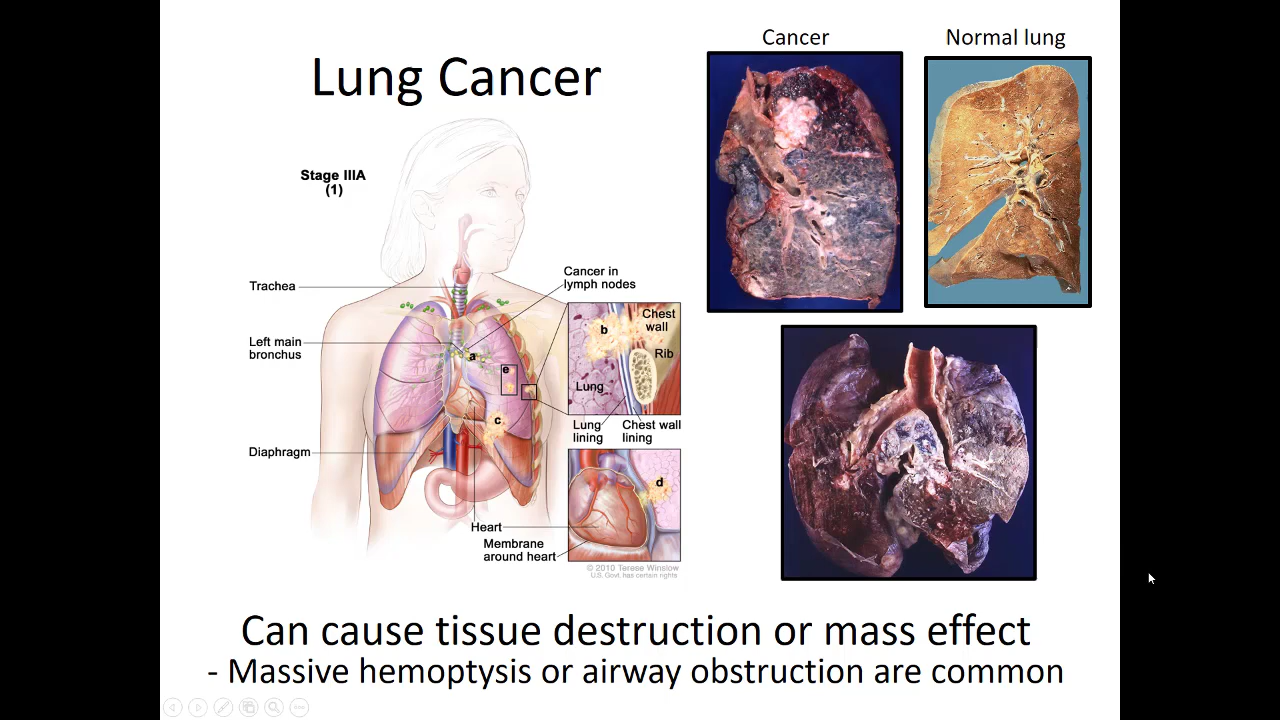 Cancer
Normal lung
Lung Cancer
Stage IIIA
(1)
Trachea
Left main
bronchus
Diaphragm
Cancer in
lymph nodes
a
e
c
b
Chest
wall
Rib
Lung
Lung
lining
Chest wall
lining
d
Heart
Membrane
around heart
© 2010 Terese Winslow
U.S. Govt. has certain rights
Can cause tissue destruction or mass effect
- Massive hemoptysis or airway obstruction are common